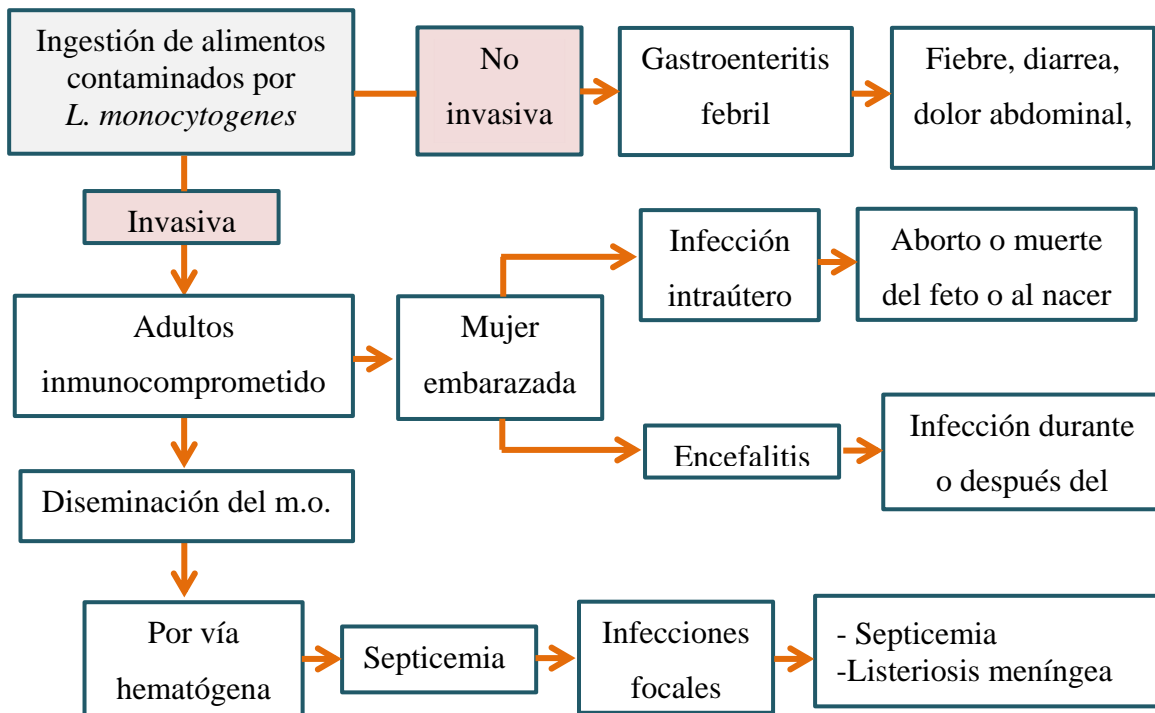 Ingestión de alimentos
contaminados por
L. monocytogenes
No
invasiva
Gastroenteritis
febril
Fiebre, diarrea,
dolor abdominal,
Invasiva
Adultos
inmunocomprometido
Mujer
embarazada
Infección
intraútero
Aborto o muerte
del feto o al nacer
Encefalitis
Infección durante
o después del
Diseminación del m.o.
Por vía
hematógena
Septicemia
Infecciones
focales
- Septicemia
-Listeriosis meníngea